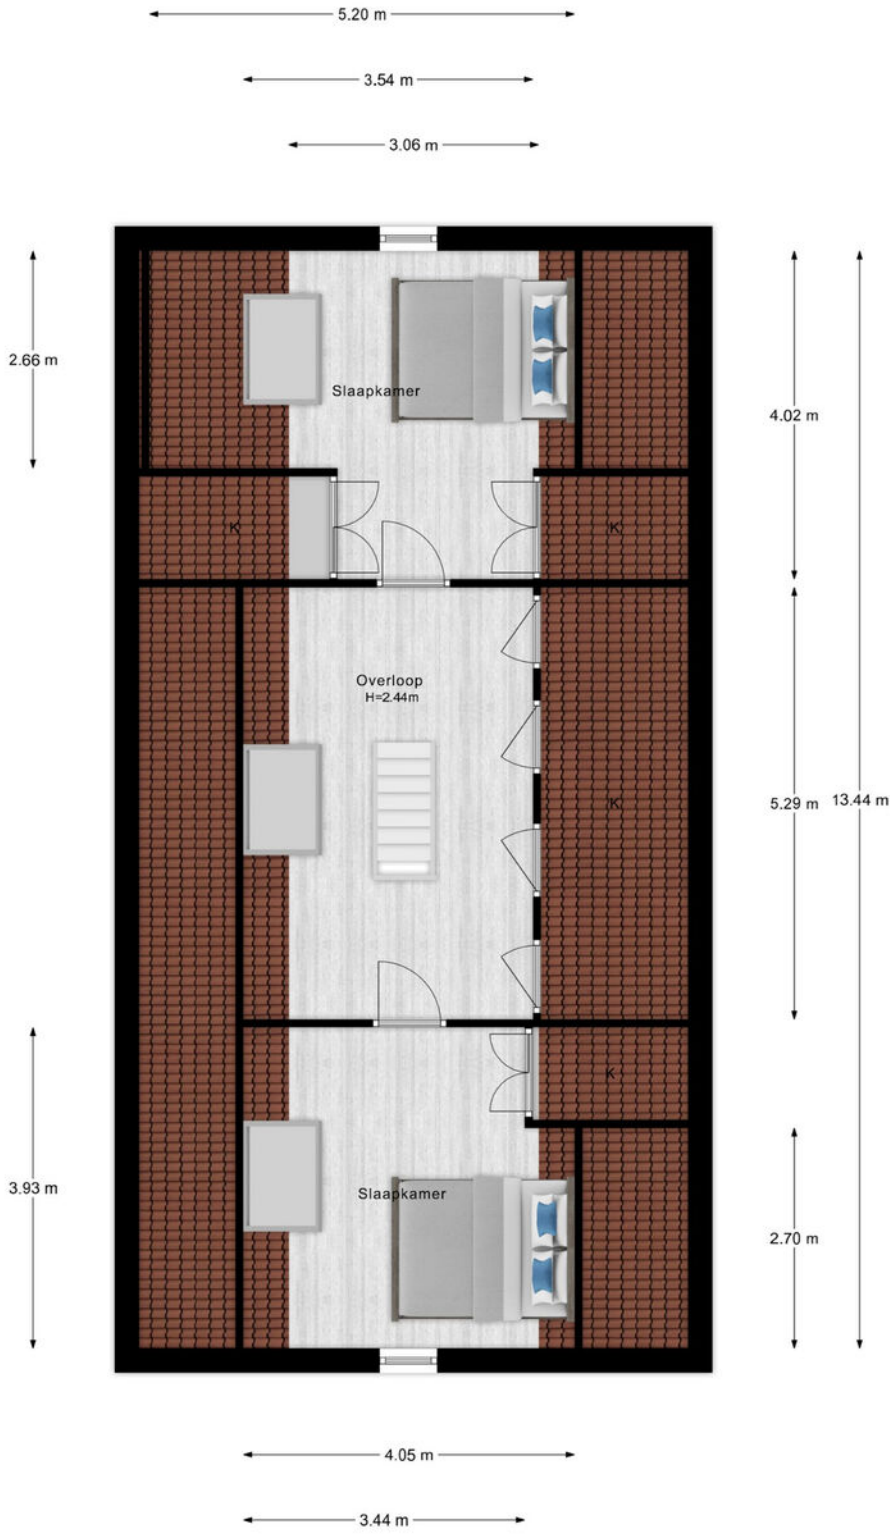 5.20 m
3.54 m
3.06 m
2.66 m
Slaapkamer
4.02 m
K
K
Overloop
H=2.44m
K
5.29 m
13.44 m
K
3.93 m
Slaapkamer
2.70 m
4.05 m
3.44 m